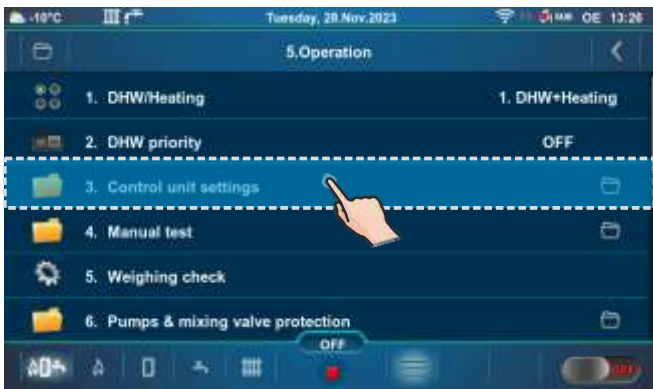 -10°C Tuesday, 28.Nov.2023 OE 13:26
5.Operation
1. DHW/Heating 1. DHW+Heating
2. DHW priority OFF
3. Control unit settings
4. Manual test
5. Weighing check
6. Pumps & mixing valve protection
OFF
OFF